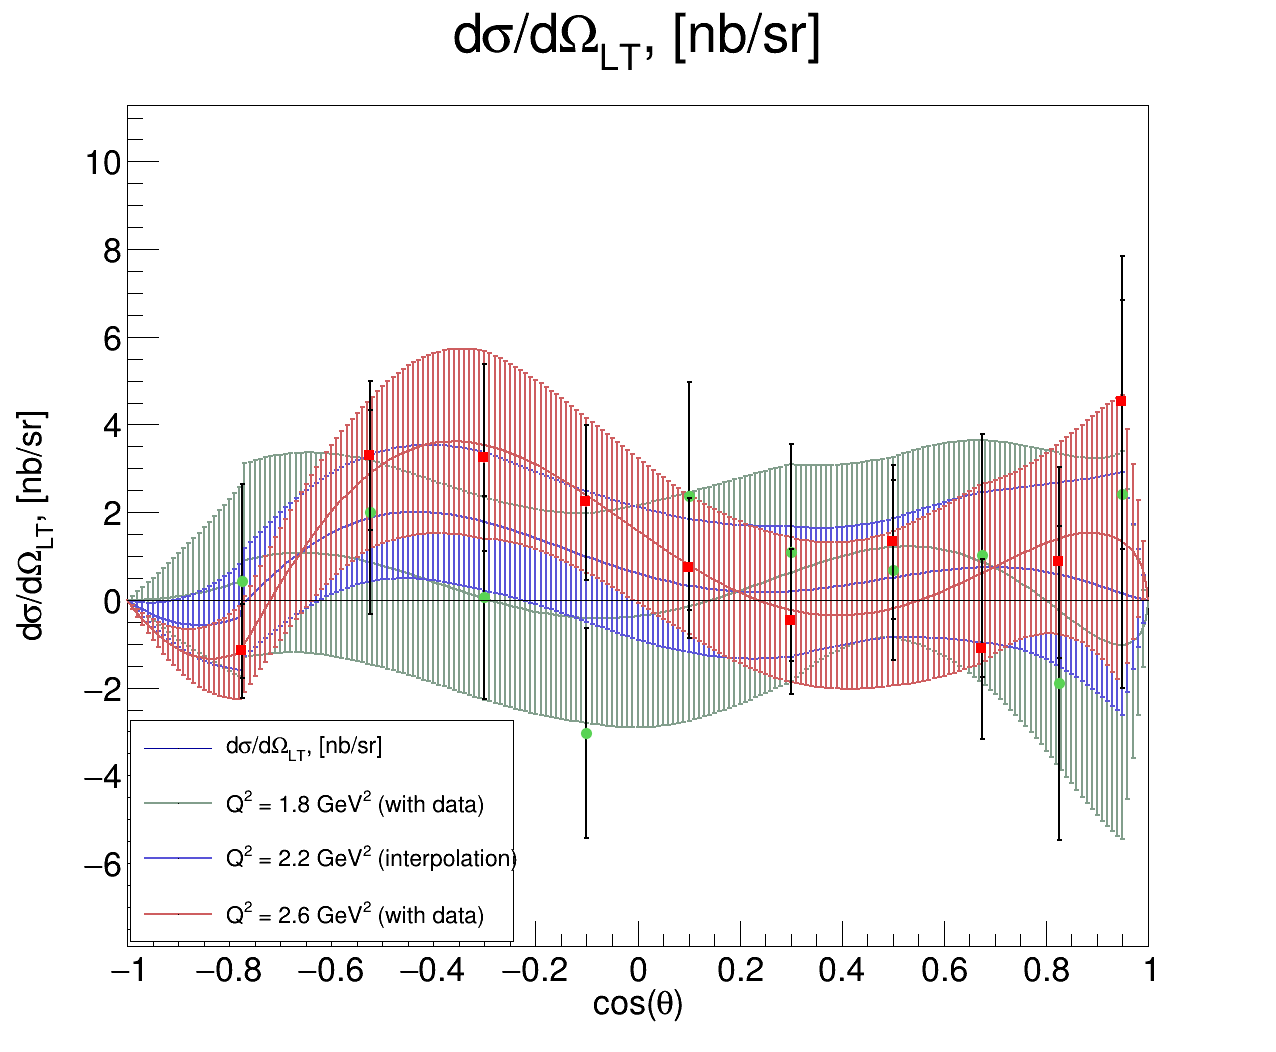 dσ/dΩ_LT, [nb/sr]
dσ/dΩ_LT, [nb/sr]
10
8
6
4
2
0
−2
−4
−6
dσ/dΩ_LT, [nb/sr]
Q² = 1.8 GeV² (with data)
Q² = 2.2 GeV² (interpolation)
Q² = 2.6 GeV² (with data)
−1 −0.8 −0.6 −0.4 −0.2 0 0.2 0.4 0.6 0.8 1
cos(θ)